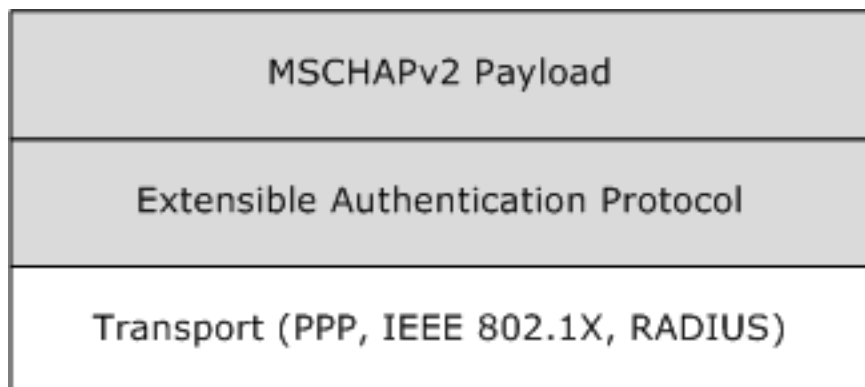 MSCHAPv2 Payload
Extensible Authentication Protocol
Transport (PPP, IEEE 802.1X, RADIUS)